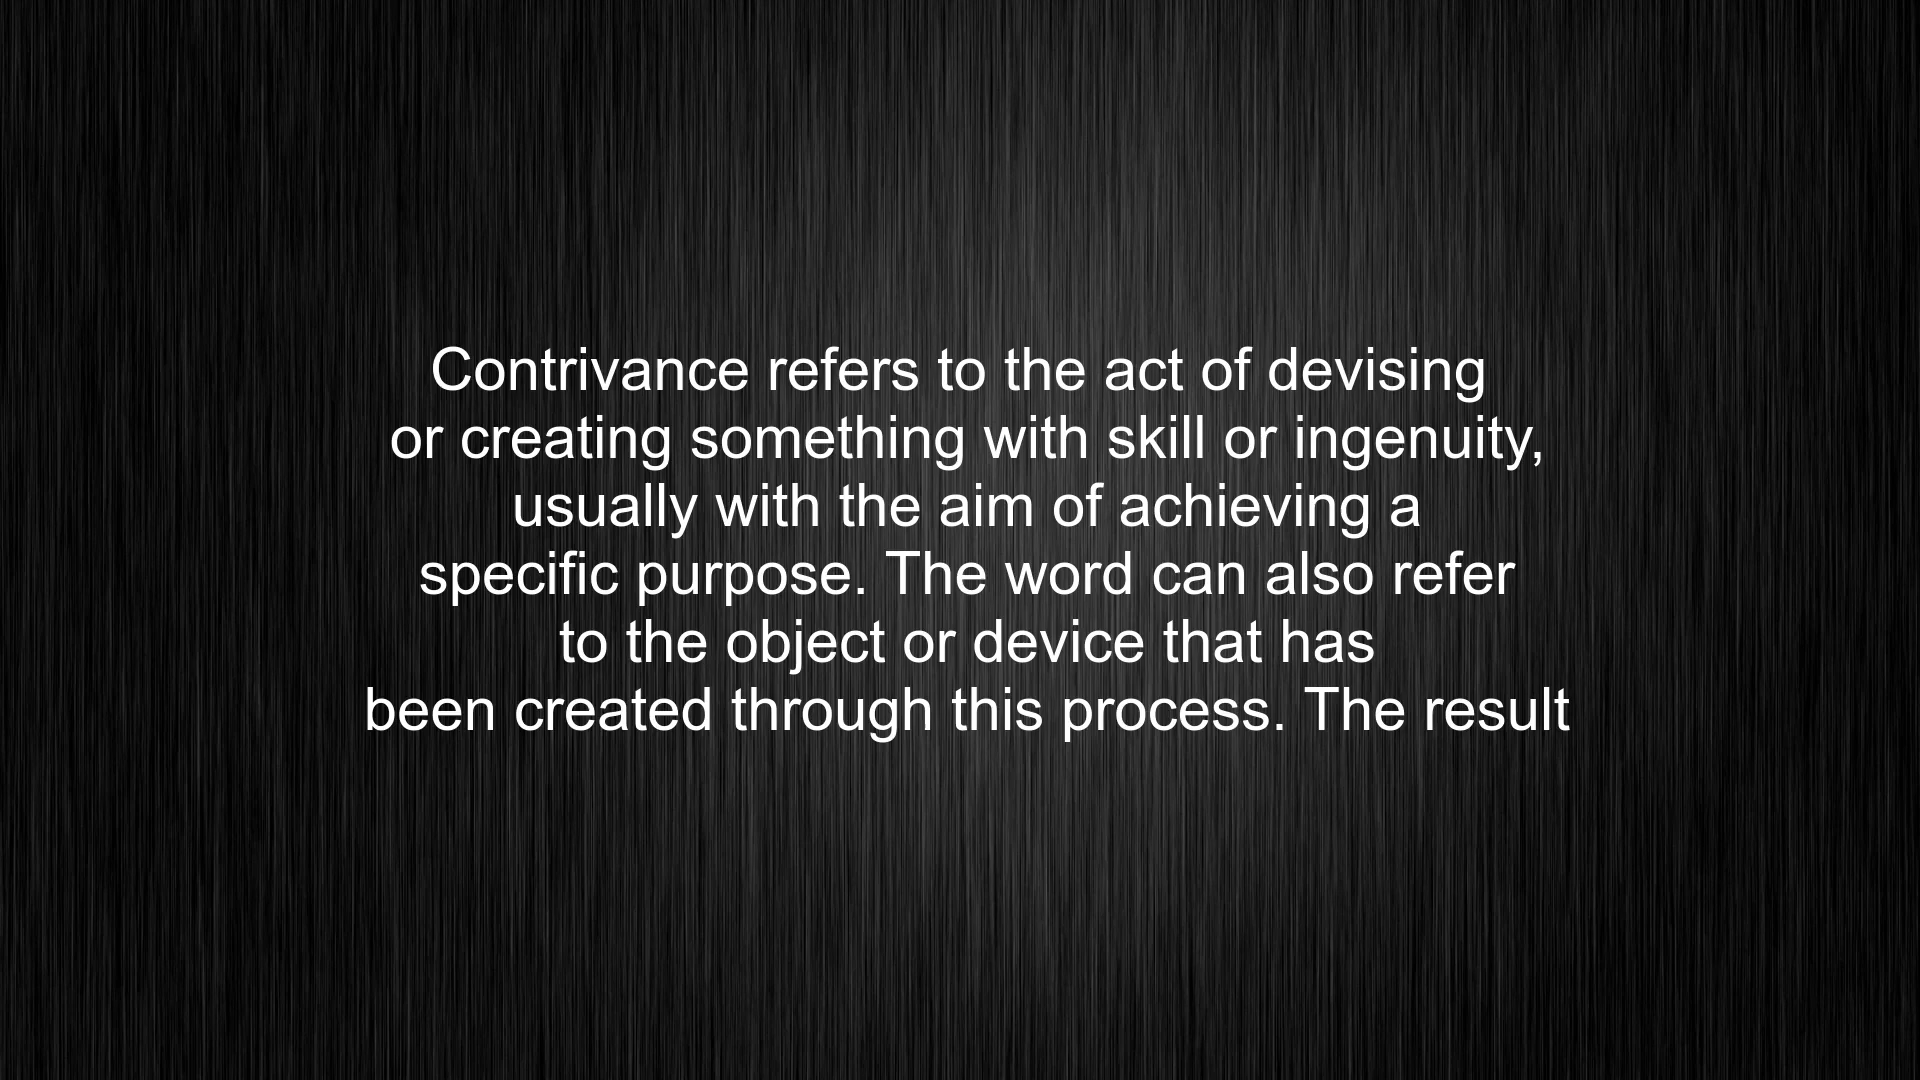 Contrivance refers to the act of devising
or creating something with skill or ingenuity,
usually with the aim of achieving a
specific purpose. The word can also refer
to the object or device that has
been created through this process. The result